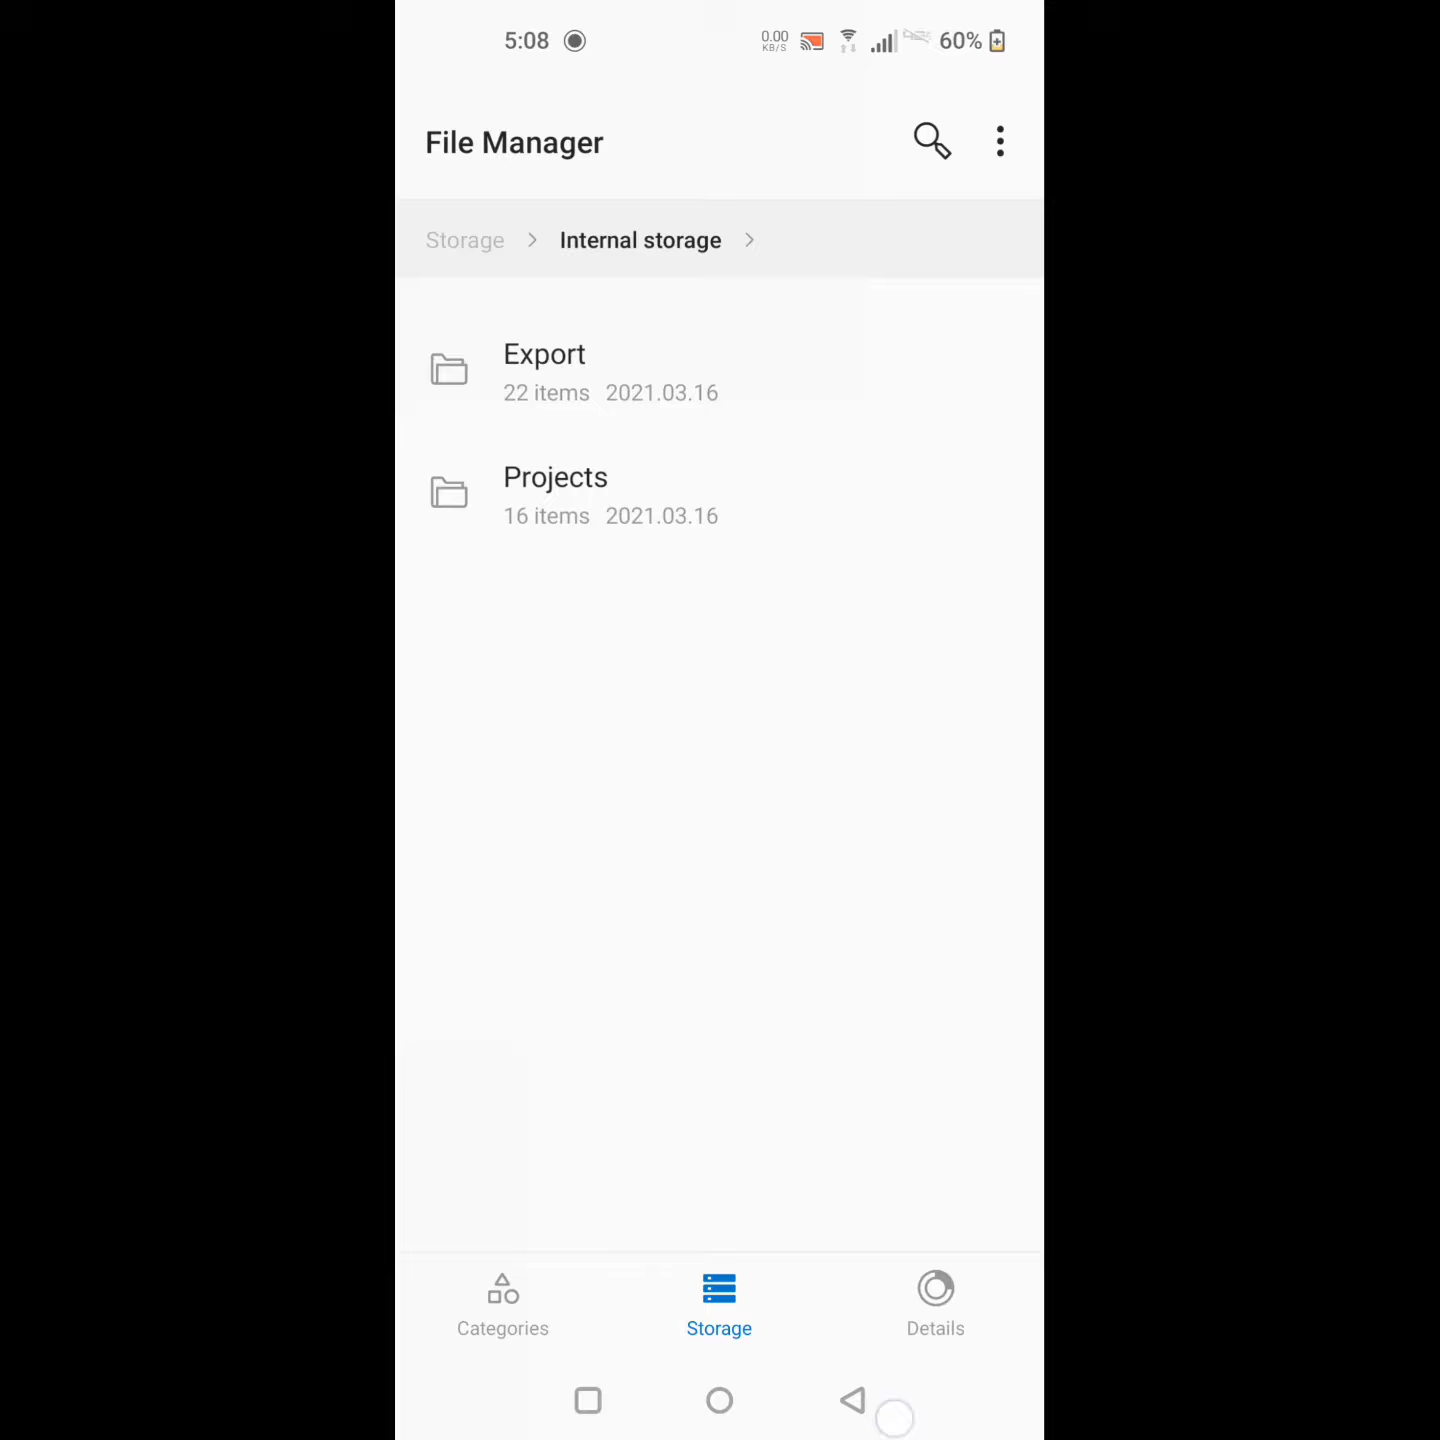 5:08
0.00
KB/S
60%
File Manager
Storage > Internal storage >
Export
22 items 2021.03.16
Projects
16 items 2021.03.16
Categories
Storage
Details